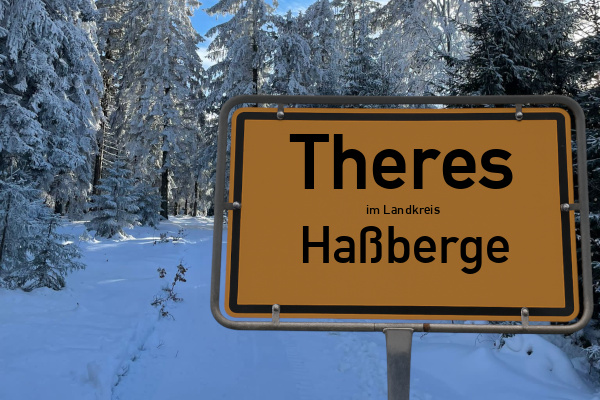 Theres
im Landkreis
Haßberge